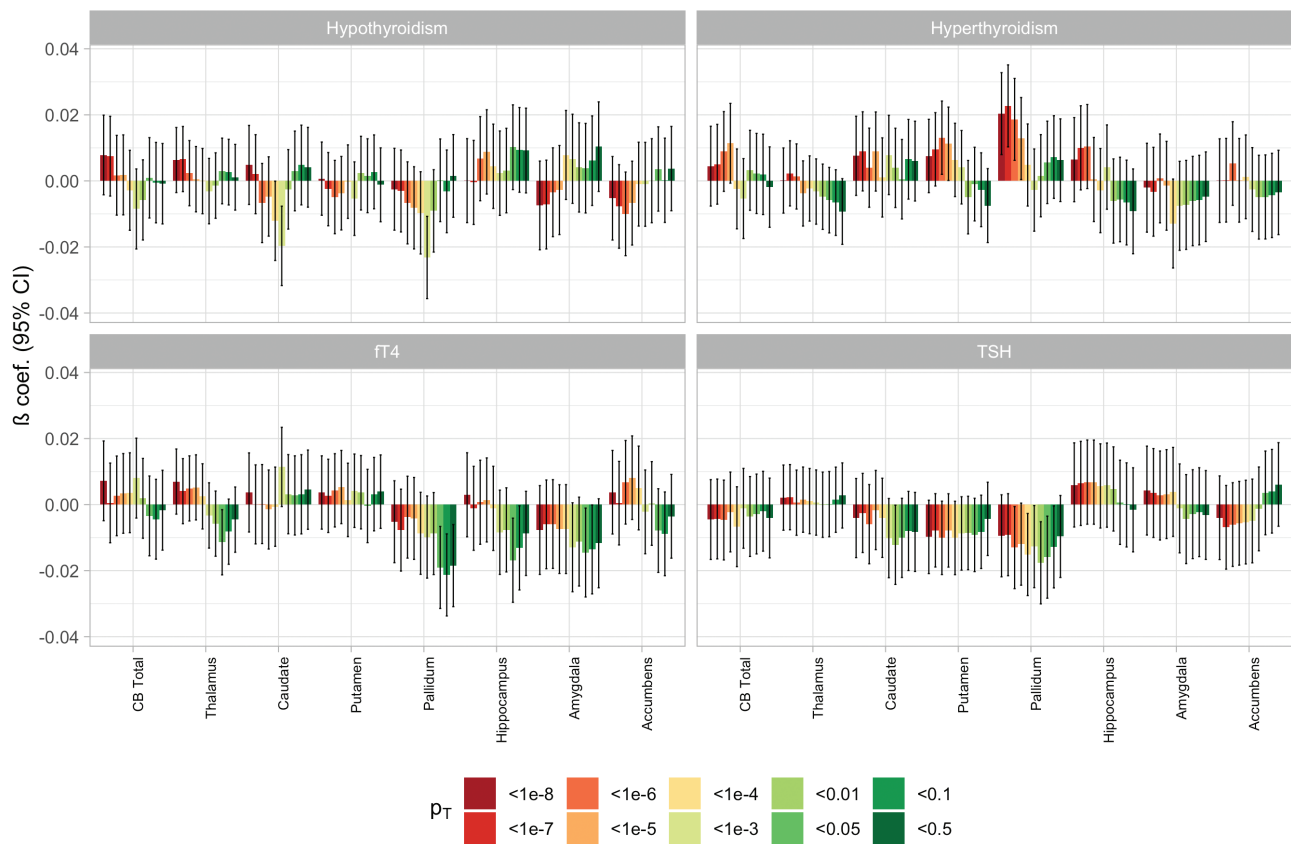 Hypothyroidism
Hyperthyroidism
0.04
0.02
0.00
-0.02
-0.04
fT4
TSH
0.04
0.02
0.00
-0.02
-0.04
ß coef. (95% CI)
CB Total
Thalamus
Caudate
Putamen
Pallidum
Hippocampus
Amygdala
Accumbens
CB Total
Thalamus
Caudate
Putamen
Pallidum
Hippocampus
Amygdala
Accumbens
pT
<1e-8
<1e-6
<1e-4
<0.01
<0.1
<1e-7
<1e-5
<1e-3
<0.05
<0.5